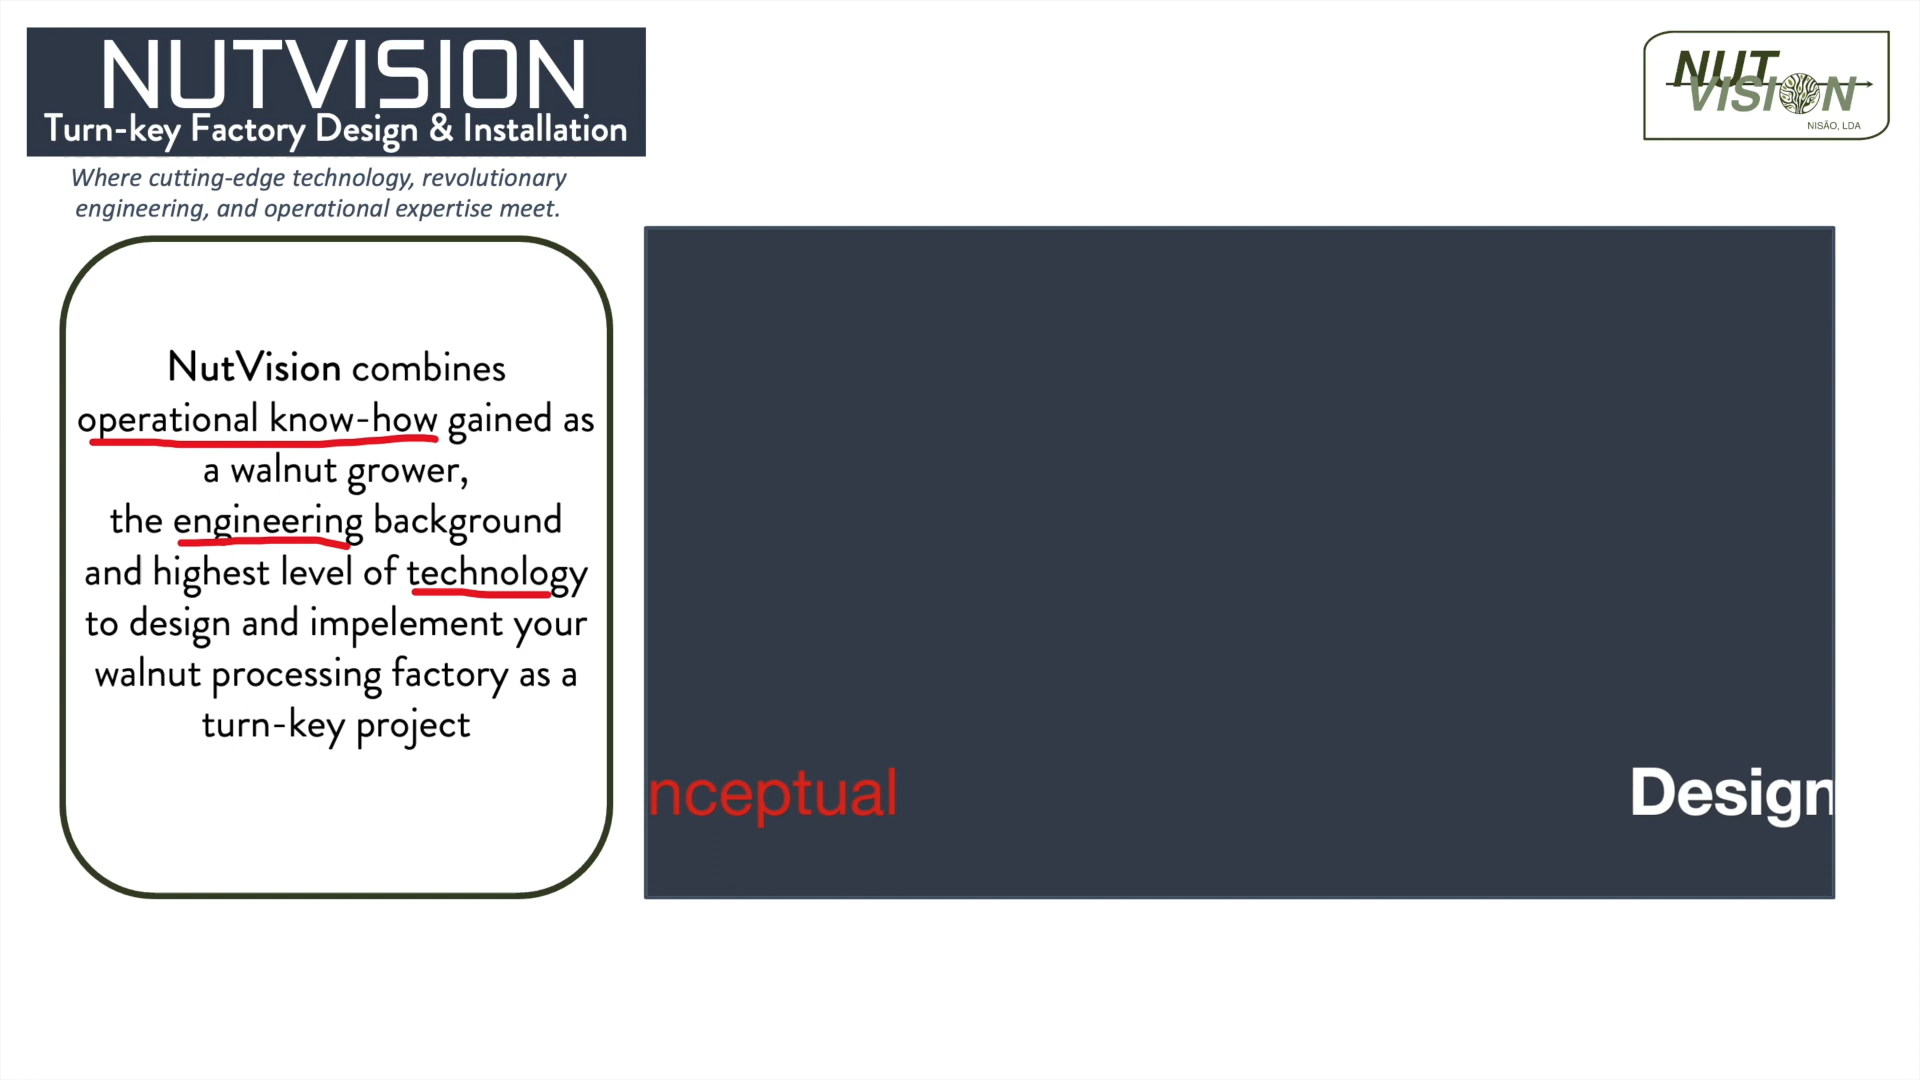 NUTVISION
Turn-key Factory Design & Installation
Where cutting-edge technology, revolutionary
engineering, and operational expertise meet.
NUT
VISION
NISÃO, LDA
NutVision combines
operational know-how gained as
a walnut grower,
the engineering background
and highest level of technology
to design and impelement your
walnut processing factory as a
turn-key project
nceptual
Design